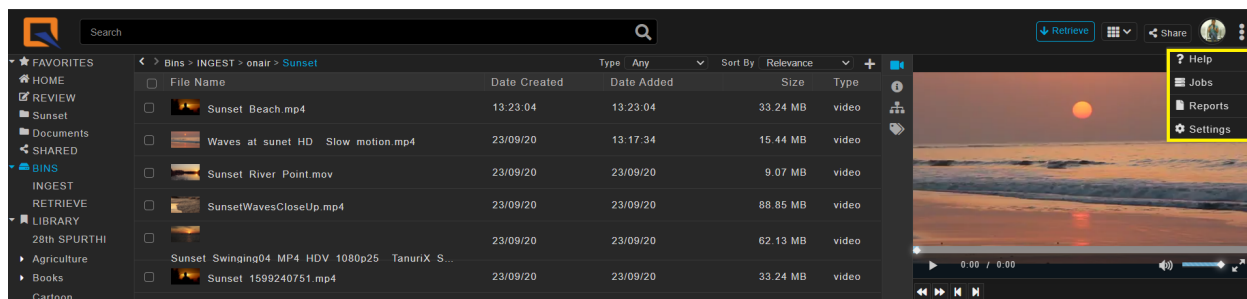 Search
Retrieve
Share
FAVORITES
HOME
REVIEW
Sunset
Documents
SHARED
BINS
INGEST
RETRIEVE
LIBRARY
28th SPURTHI
Agriculture
Books
Cartoon
Bins > INGEST > onair > Sunset
Type Any Sort By Relevance
File Name Date Created Date Added Size Type
Sunset Beach.mp4 13:23:04 13:23:04 33.24 MB video
Waves at sunet HD Slow motion.mp4 23/09/20 13:17:34 15.44 MB video
Sunset River Point.mov 23/09/20 23/09/20 9.07 MB video
SunsetWavesCloseUp.mp4 23/09/20 23/09/20 88.85 MB video
23/09/20 23/09/20 62.13 MB video
Sunset Swinging04 MP4 HDV 1080p25 TanuriX S...
Sunset 1599240751.mp4 23/09/20 23/09/20 33.24 MB video
? Help
Jobs
Reports
Settings
0:00 / 0:00